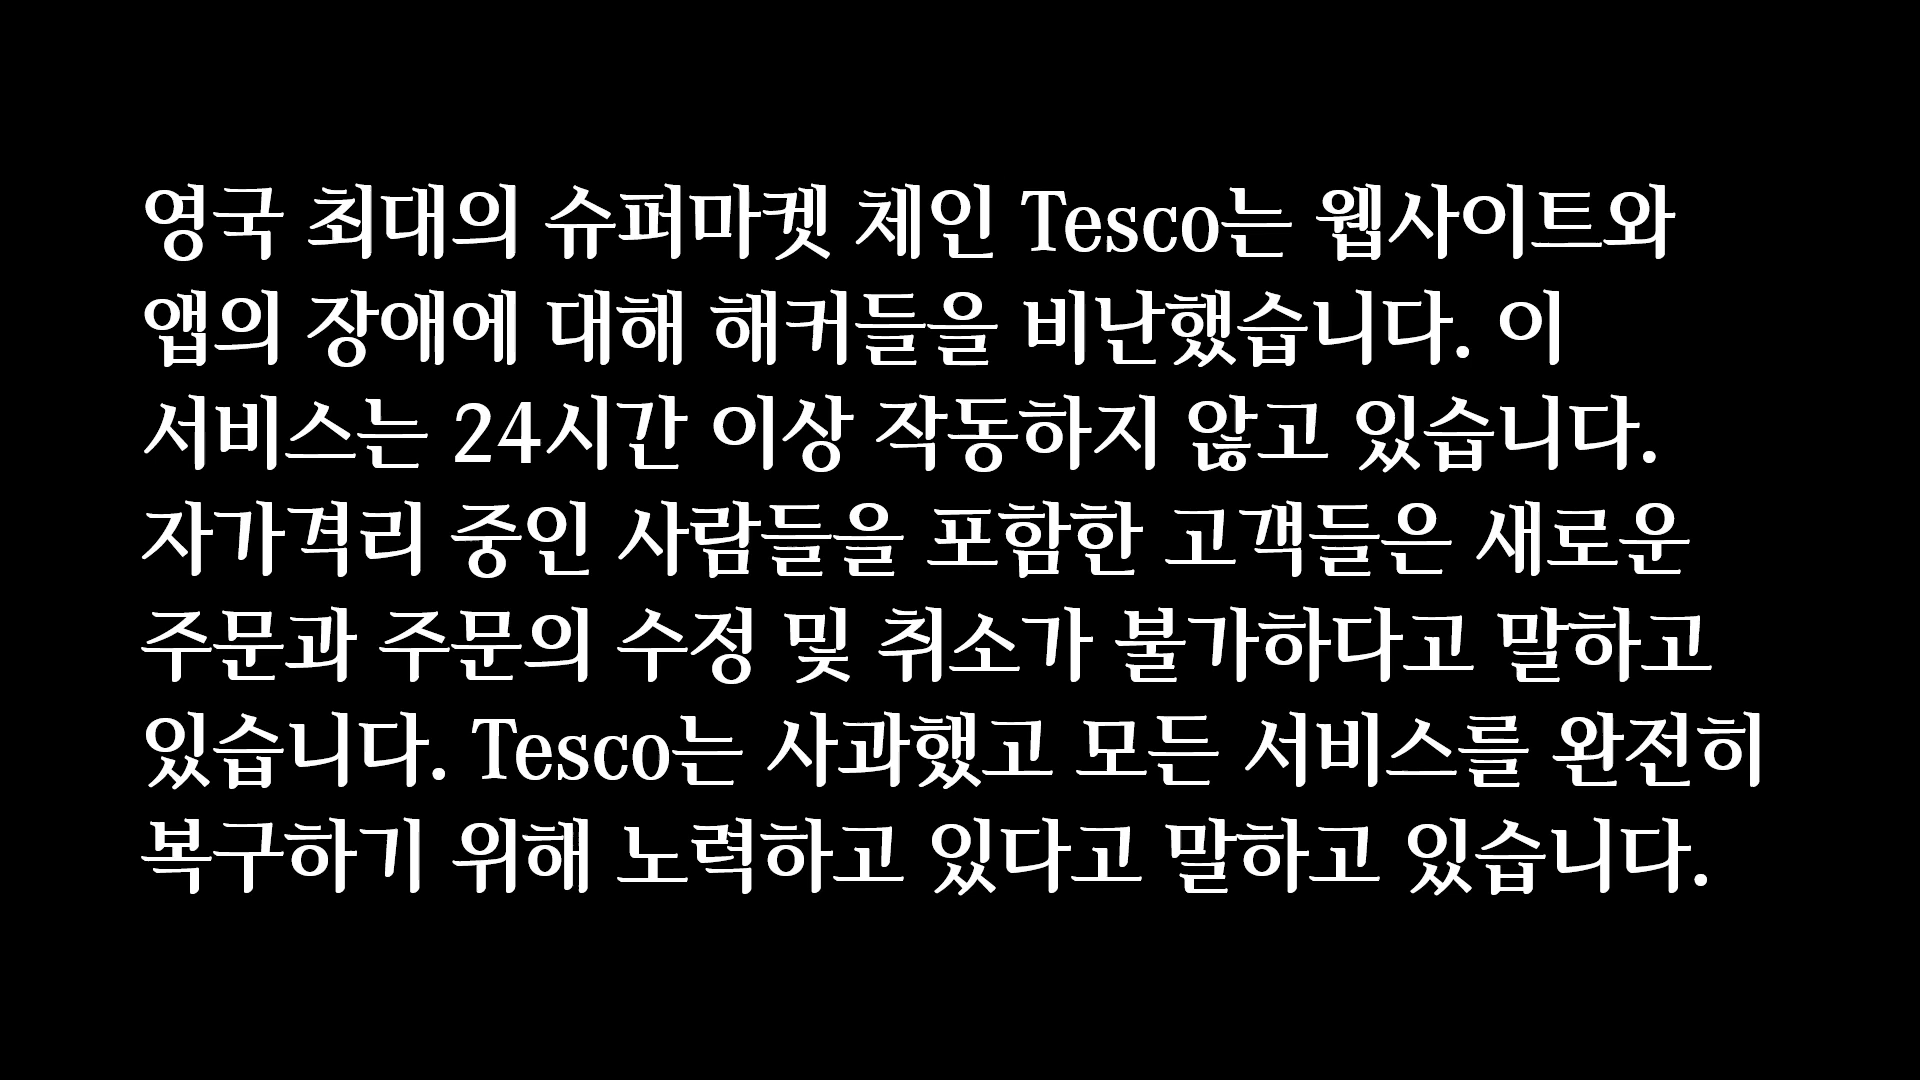 영국 최대의 슈퍼마켓 체인 Tesco는 웹사이트와
앱의 장애에 대해 해커들을 비난했습니다. 이
서비스는 24시간 이상 작동하지 않고 있습니다.
자가격리 중인 사람들을 포함한 고객들은 새로운
주문과 주문의 수정 및 취소가 불가하다고 말하고
있습니다. Tesco는 사과했고 모든 서비스를 완전히
복구하기 위해 노력하고 있다고 말하고 있습니다.